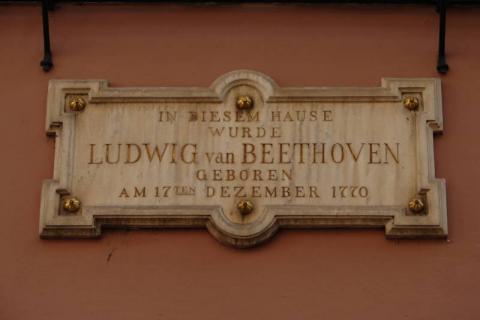 IN DIESEM HAUSE
WURDE
LUDWIG van BEETHOVEN
GEBOREN
AM 17TEN DEZEMBER 1770